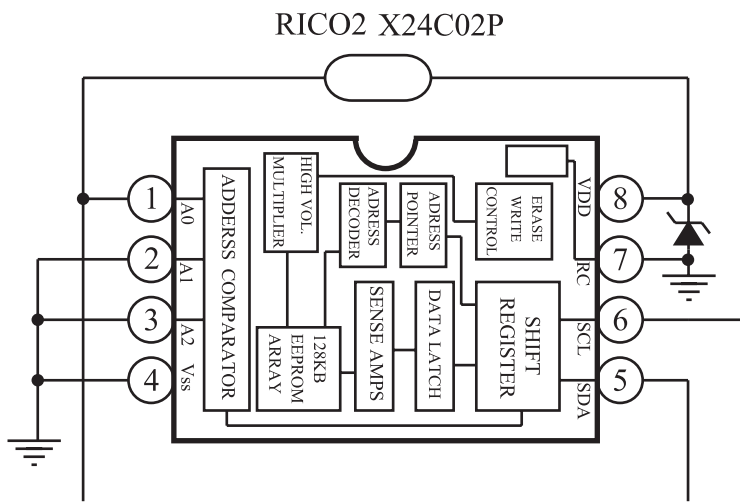 RICO2 X24C02P
1
2
3
4
A0
A1
A2
Vss
ADDERSS COMPARATOR
HIGH VOL.
MULTIPLIER
ADRESS
DECODER
ADRESS
POINTER
ERASE
WRITE
CONTROL
128KB
EEPROM
ARRAY
SENSE AMPS
DATA LATCH
SHIFT
REGISTER
VDD
RC
SCL
SDA
8
7
6
5